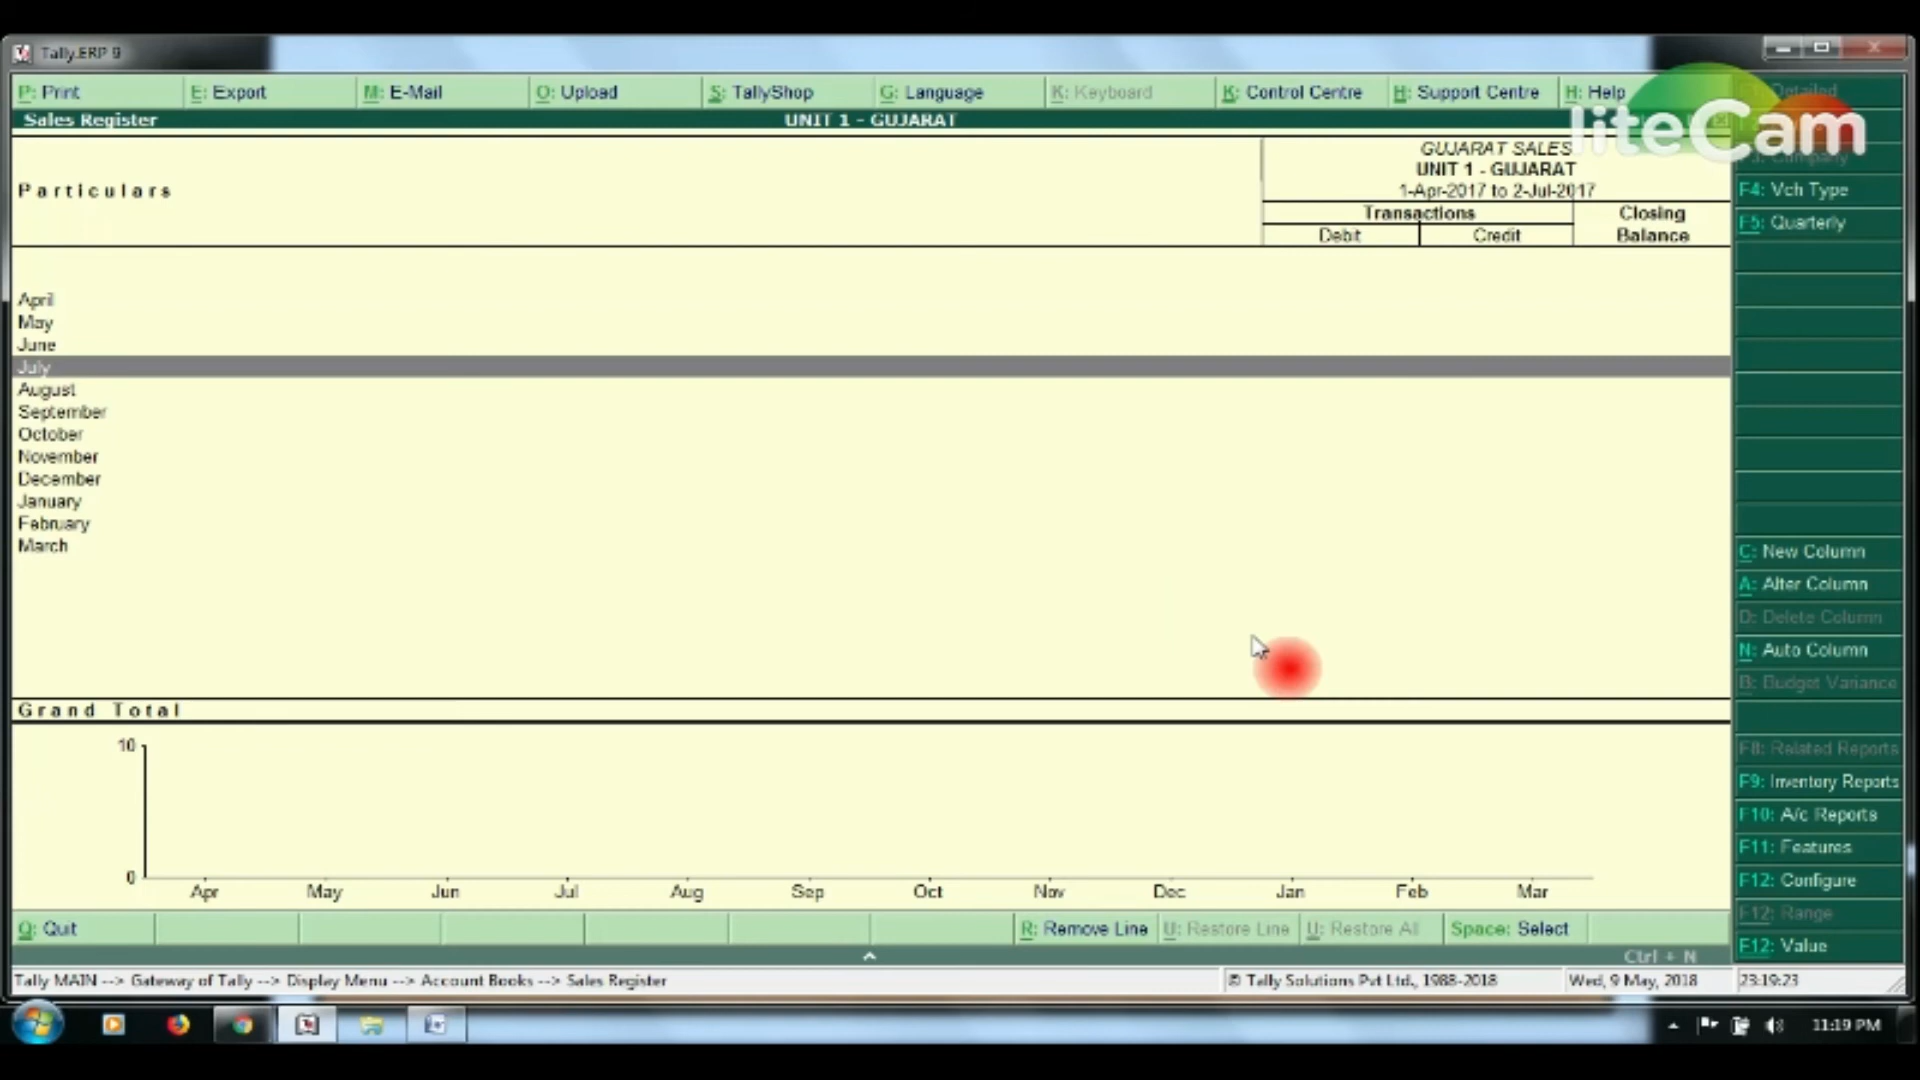 Tally.ERP 9
P: Print E: Export M: E-Mail O: Upload S: TallyShop G: Language K: Keyboard K: Control Centre H: Support Centre H: Help F1: Detailed
liteCam
Sales Register UNIT 1 - GUJARAT
GUJARAT SALES
UNIT 1 - GUJARAT
F3: Company
Particulars
1-Apr-2017 to 2-Jul-2017
F4: Vch Type
Transactions
Closing
Balance
F5: Quarterly
Debit Credit
April
May
June
July
August
September
October
November
December
January
February
March
C: New Column
A: Alter Column
D: Delete Column
N: Auto Column
B: Budget Variance
Grand Total
10
0
Apr May Jun Jul Aug Sep Oct Nov Dec Jan Feb Mar
F8: Related Reports
F9: Inventory Reports
F10: A/c Reports
F11: Features
F12: Configure
F12: Range
F12: Value
Q: Quit R: Remove Line U: Restore Line U: Restore All Space: Select
Ctrl + N
Tally MAIN --> Gateway of Tally --> Display Menu --> Account Books --> Sales Register © Tally Solutions Pvt Ltd., 1988-2018 Wed, 9 May, 2018 23:19:23
11:19 PM